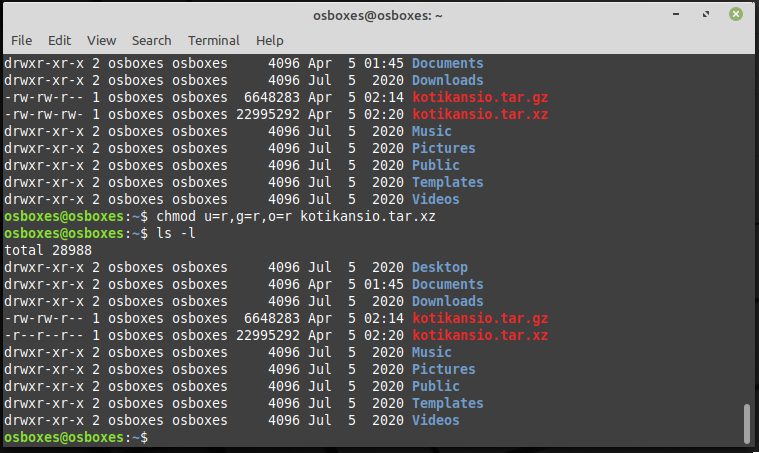 osboxes@osboxes: ~
File Edit View Search Terminal Help
drwxr-xr-x 2 osboxes osboxes     4096 Apr  5 01:45 Documents
drwxr-xr-x 2 osboxes osboxes     4096 Jul  5  2020 Downloads
-rw-rw-r-- 1 osboxes osboxes  6648283 Apr  5 02:14 kotikansio.tar.gz
-rw-rw-rw- 1 osboxes osboxes 22995292 Apr  5 02:20 kotikansio.tar.xz
drwxr-xr-x 2 osboxes osboxes     4096 Jul  5  2020 Music
drwxr-xr-x 2 osboxes osboxes     4096 Jul  5  2020 Pictures
drwxr-xr-x 2 osboxes osboxes     4096 Jul  5  2020 Public
drwxr-xr-x 2 osboxes osboxes     4096 Jul  5  2020 Templates
drwxr-xr-x 2 osboxes osboxes     4096 Jul  5  2020 Videos
osboxes@osboxes:~$ chmod u=r,g=r,o=r kotikansio.tar.xz
osboxes@osboxes:~$ ls -l
total 28988
drwxr-xr-x 2 osboxes osboxes     4096 Jul  5  2020 Desktop
drwxr-xr-x 2 osboxes osboxes     4096 Apr  5 01:45 Documents
drwxr-xr-x 2 osboxes osboxes     4096 Jul  5  2020 Downloads
-rw-rw-r-- 1 osboxes osboxes  6648283 Apr  5 02:14 kotikansio.tar.gz
-r--r--r-- 1 osboxes osboxes 22995292 Apr  5 02:20 kotikansio.tar.xz
drwxr-xr-x 2 osboxes osboxes     4096 Jul  5  2020 Music
drwxr-xr-x 2 osboxes osboxes     4096 Jul  5  2020 Pictures
drwxr-xr-x 2 osboxes osboxes     4096 Jul  5  2020 Public
drwxr-xr-x 2 osboxes osboxes     4096 Jul  5  2020 Templates
drwxr-xr-x 2 osboxes osboxes     4096 Jul  5  2020 Videos
osboxes@osboxes:~$